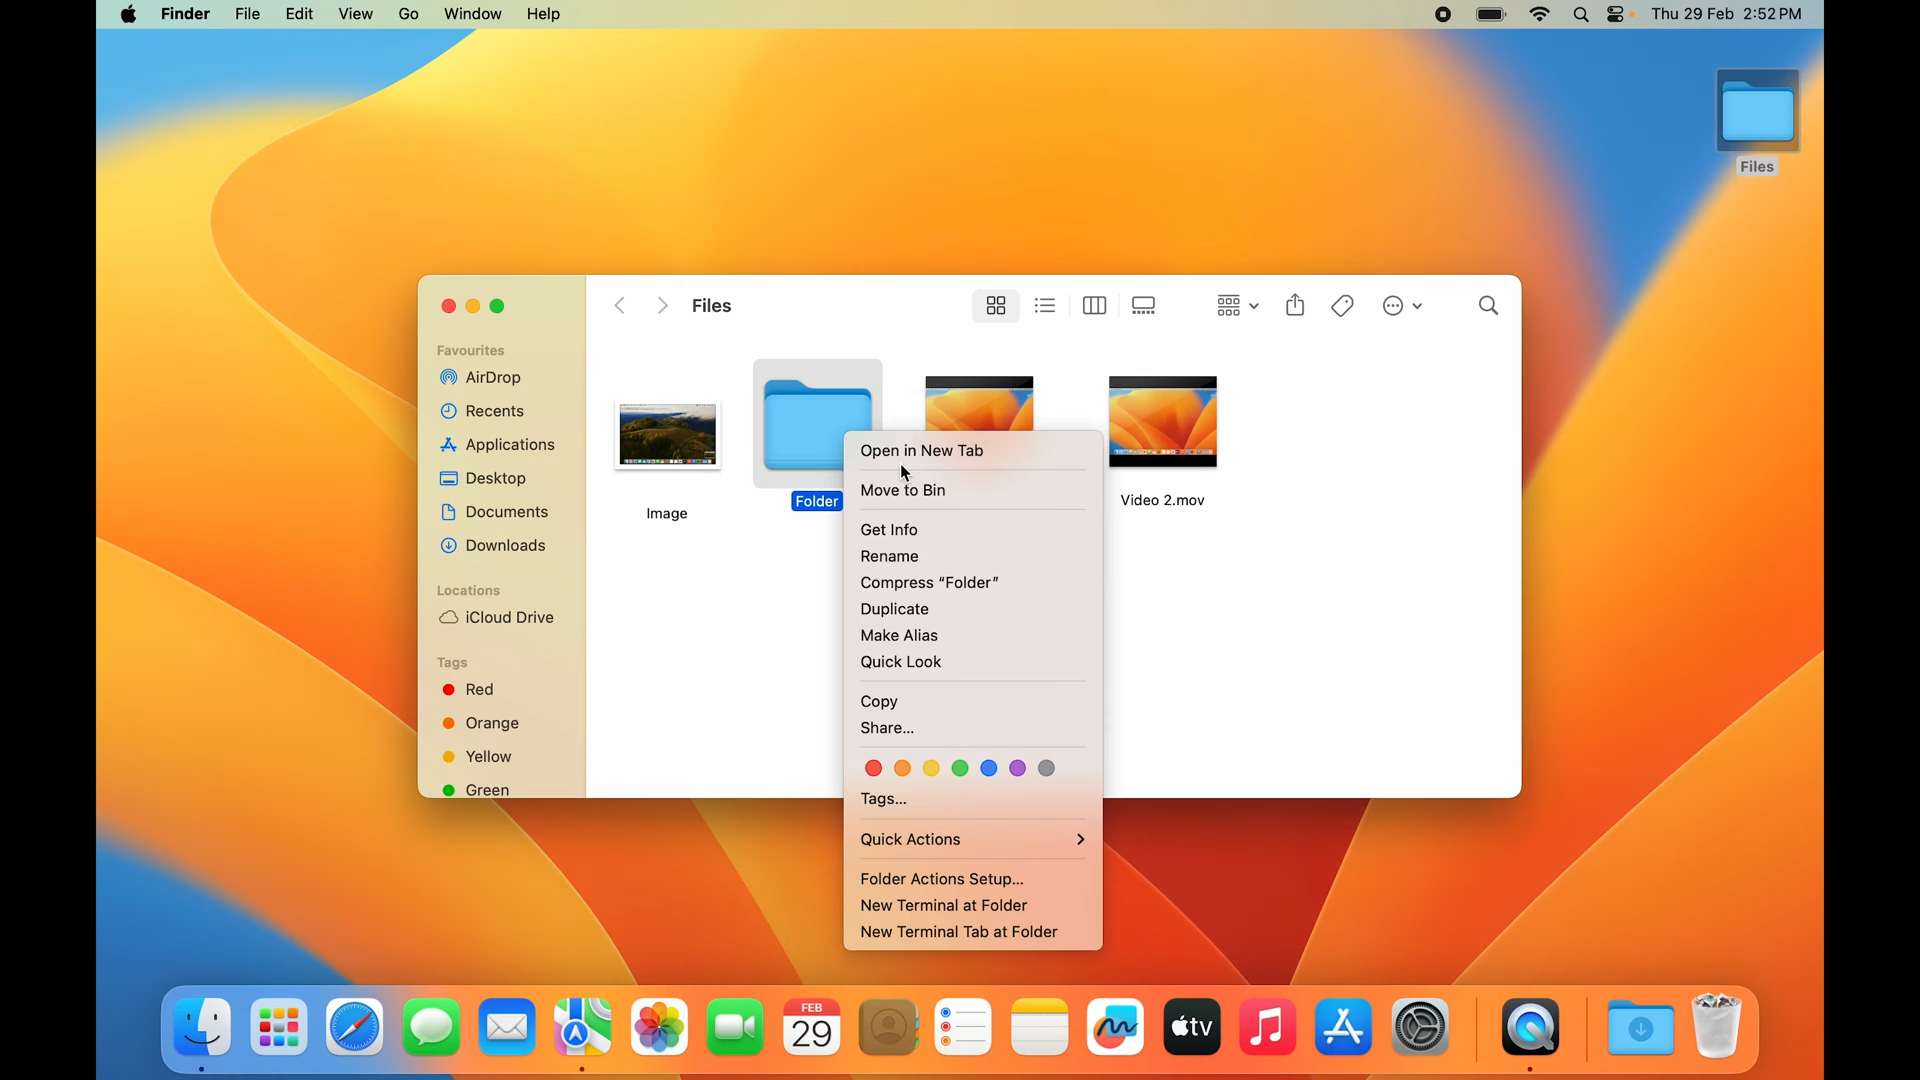 Finder File Edit View Go Window Help Thu 29 Feb 2:52 PM
Files
Files
Favourites
AirDrop
Recents
Applications
Desktop
Documents
Downloads
Locations
iCloud Drive
Tags
Red
Orange
Yellow
Green
Image
Folder
Video 2.mov
Open in New Tab
Move to Bin
Get Info
Rename
Compress “Folder”
Duplicate
Make Alias
Quick Look
Copy
Share...
Tags...
Quick Actions
Folder Actions Setup...
New Terminal at Folder
New Terminal Tab at Folder
FEB
29
tv